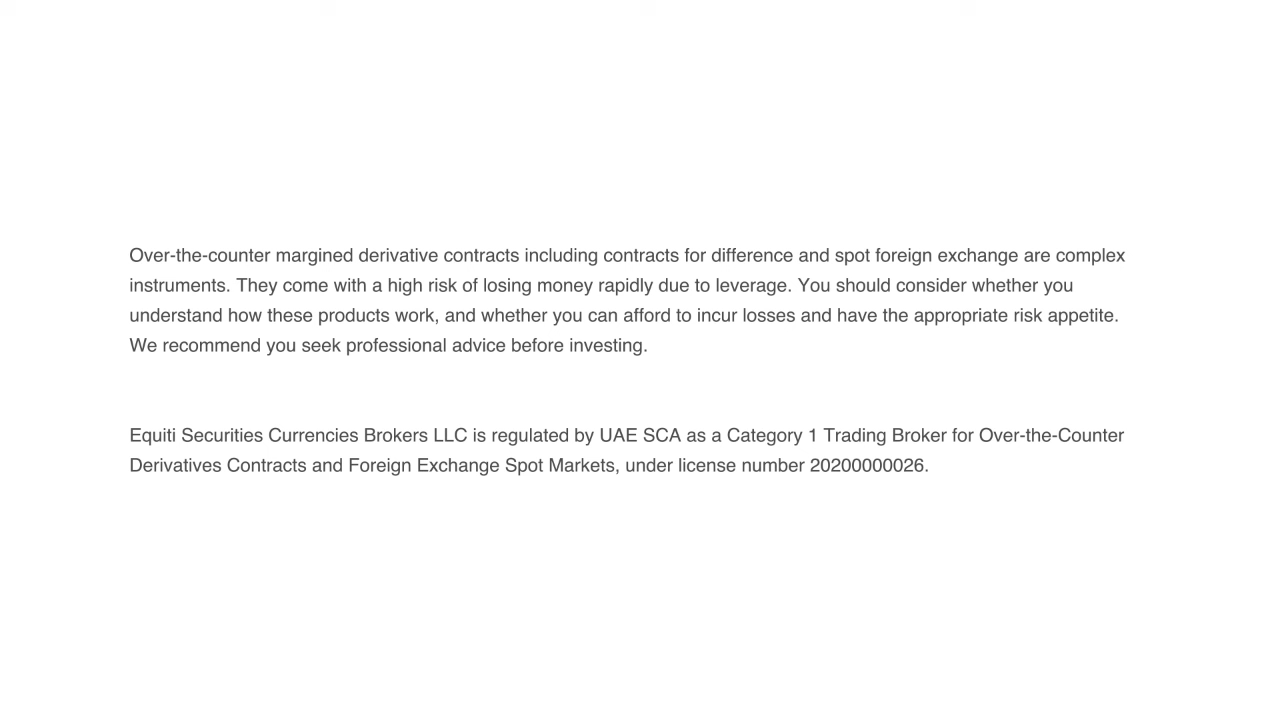 Over-the-counter margined derivative contracts including contracts for difference and spot foreign exchange are complex
instruments. They come with a high risk of losing money rapidly due to leverage. You should consider whether you
understand how these products work, and whether you can afford to incur losses and have the appropriate risk appetite.
We recommend you seek professional advice before investing.
Equiti Securities Currencies Brokers LLC is regulated by UAE SCA as a Category 1 Trading Broker for Over-the-Counter
Derivatives Contracts and Foreign Exchange Spot Markets, under license number 20200000026.